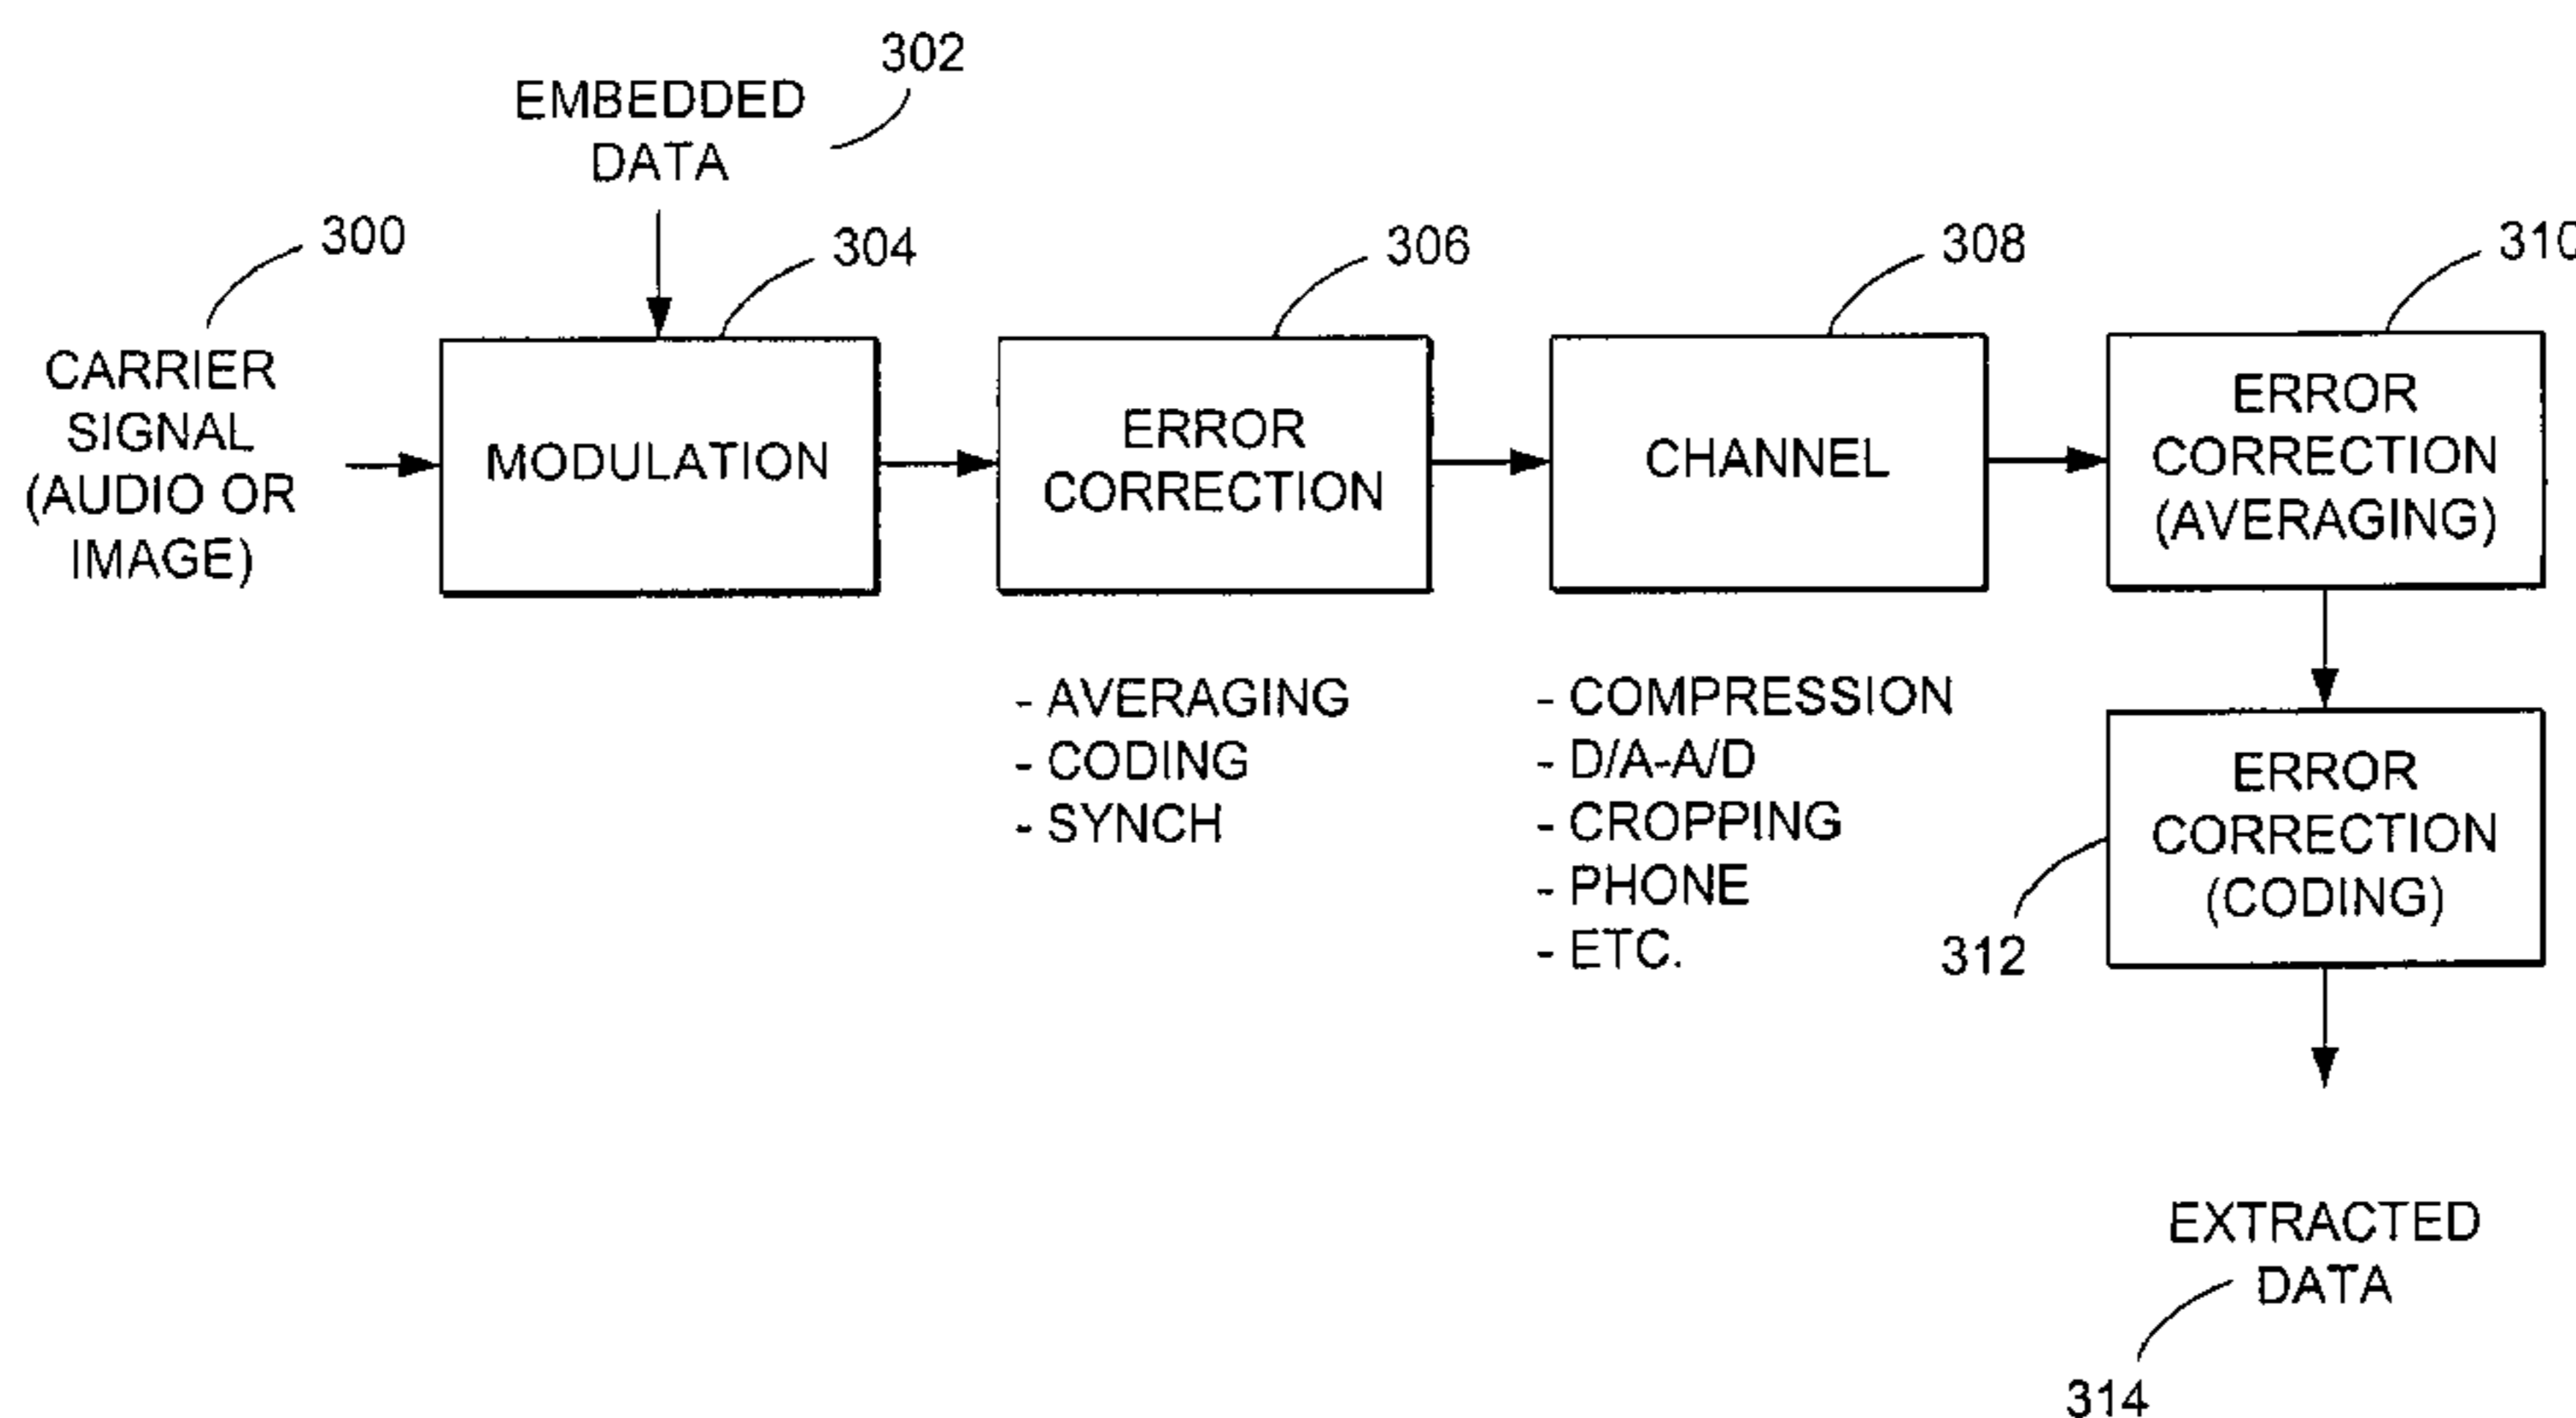 302
EMBEDDED
DATA
300
304
306
308
310
CARRIER
SIGNAL
(AUDIO OR
IMAGE)
MODULATION
ERROR
CORRECTION
CHANNEL
ERROR
CORRECTION
(AVERAGING)
- AVERAGING
- CODING
- SYNCH
- COMPRESSION
- D/A-A/D
- CROPPING
- PHONE
- ETC.
ERROR
CORRECTION
(CODING)
312
EXTRACTED
DATA
314